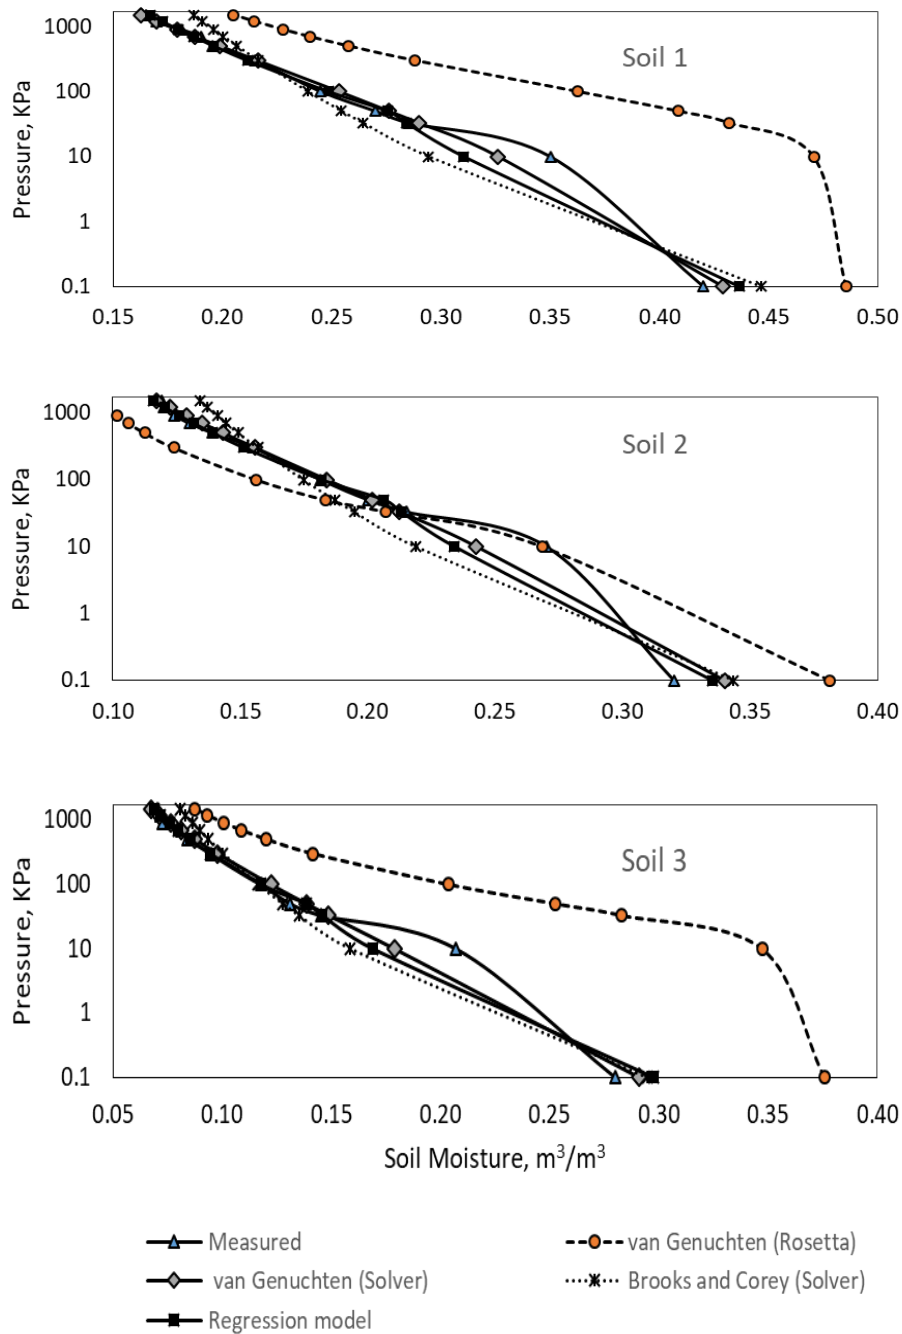 1000
100
10
1
0.1
Pressure, KPa
Soil 1
0.15 0.20 0.25 0.30 0.35 0.40 0.45 0.50
1000
100
10
1
0.1
Pressure, KPa
Soil 2
0.10 0.15 0.20 0.25 0.30 0.35 0.40
1000
100
10
1
0.1
Pressure, KPa
Soil 3
0.05 0.10 0.15 0.20 0.25 0.30 0.35 0.40
Soil Moisture, m³/m³
Measured van Genuchten (Rosetta)
van Genuchten (Solver) Brooks and Corey (Solver)
Regression model